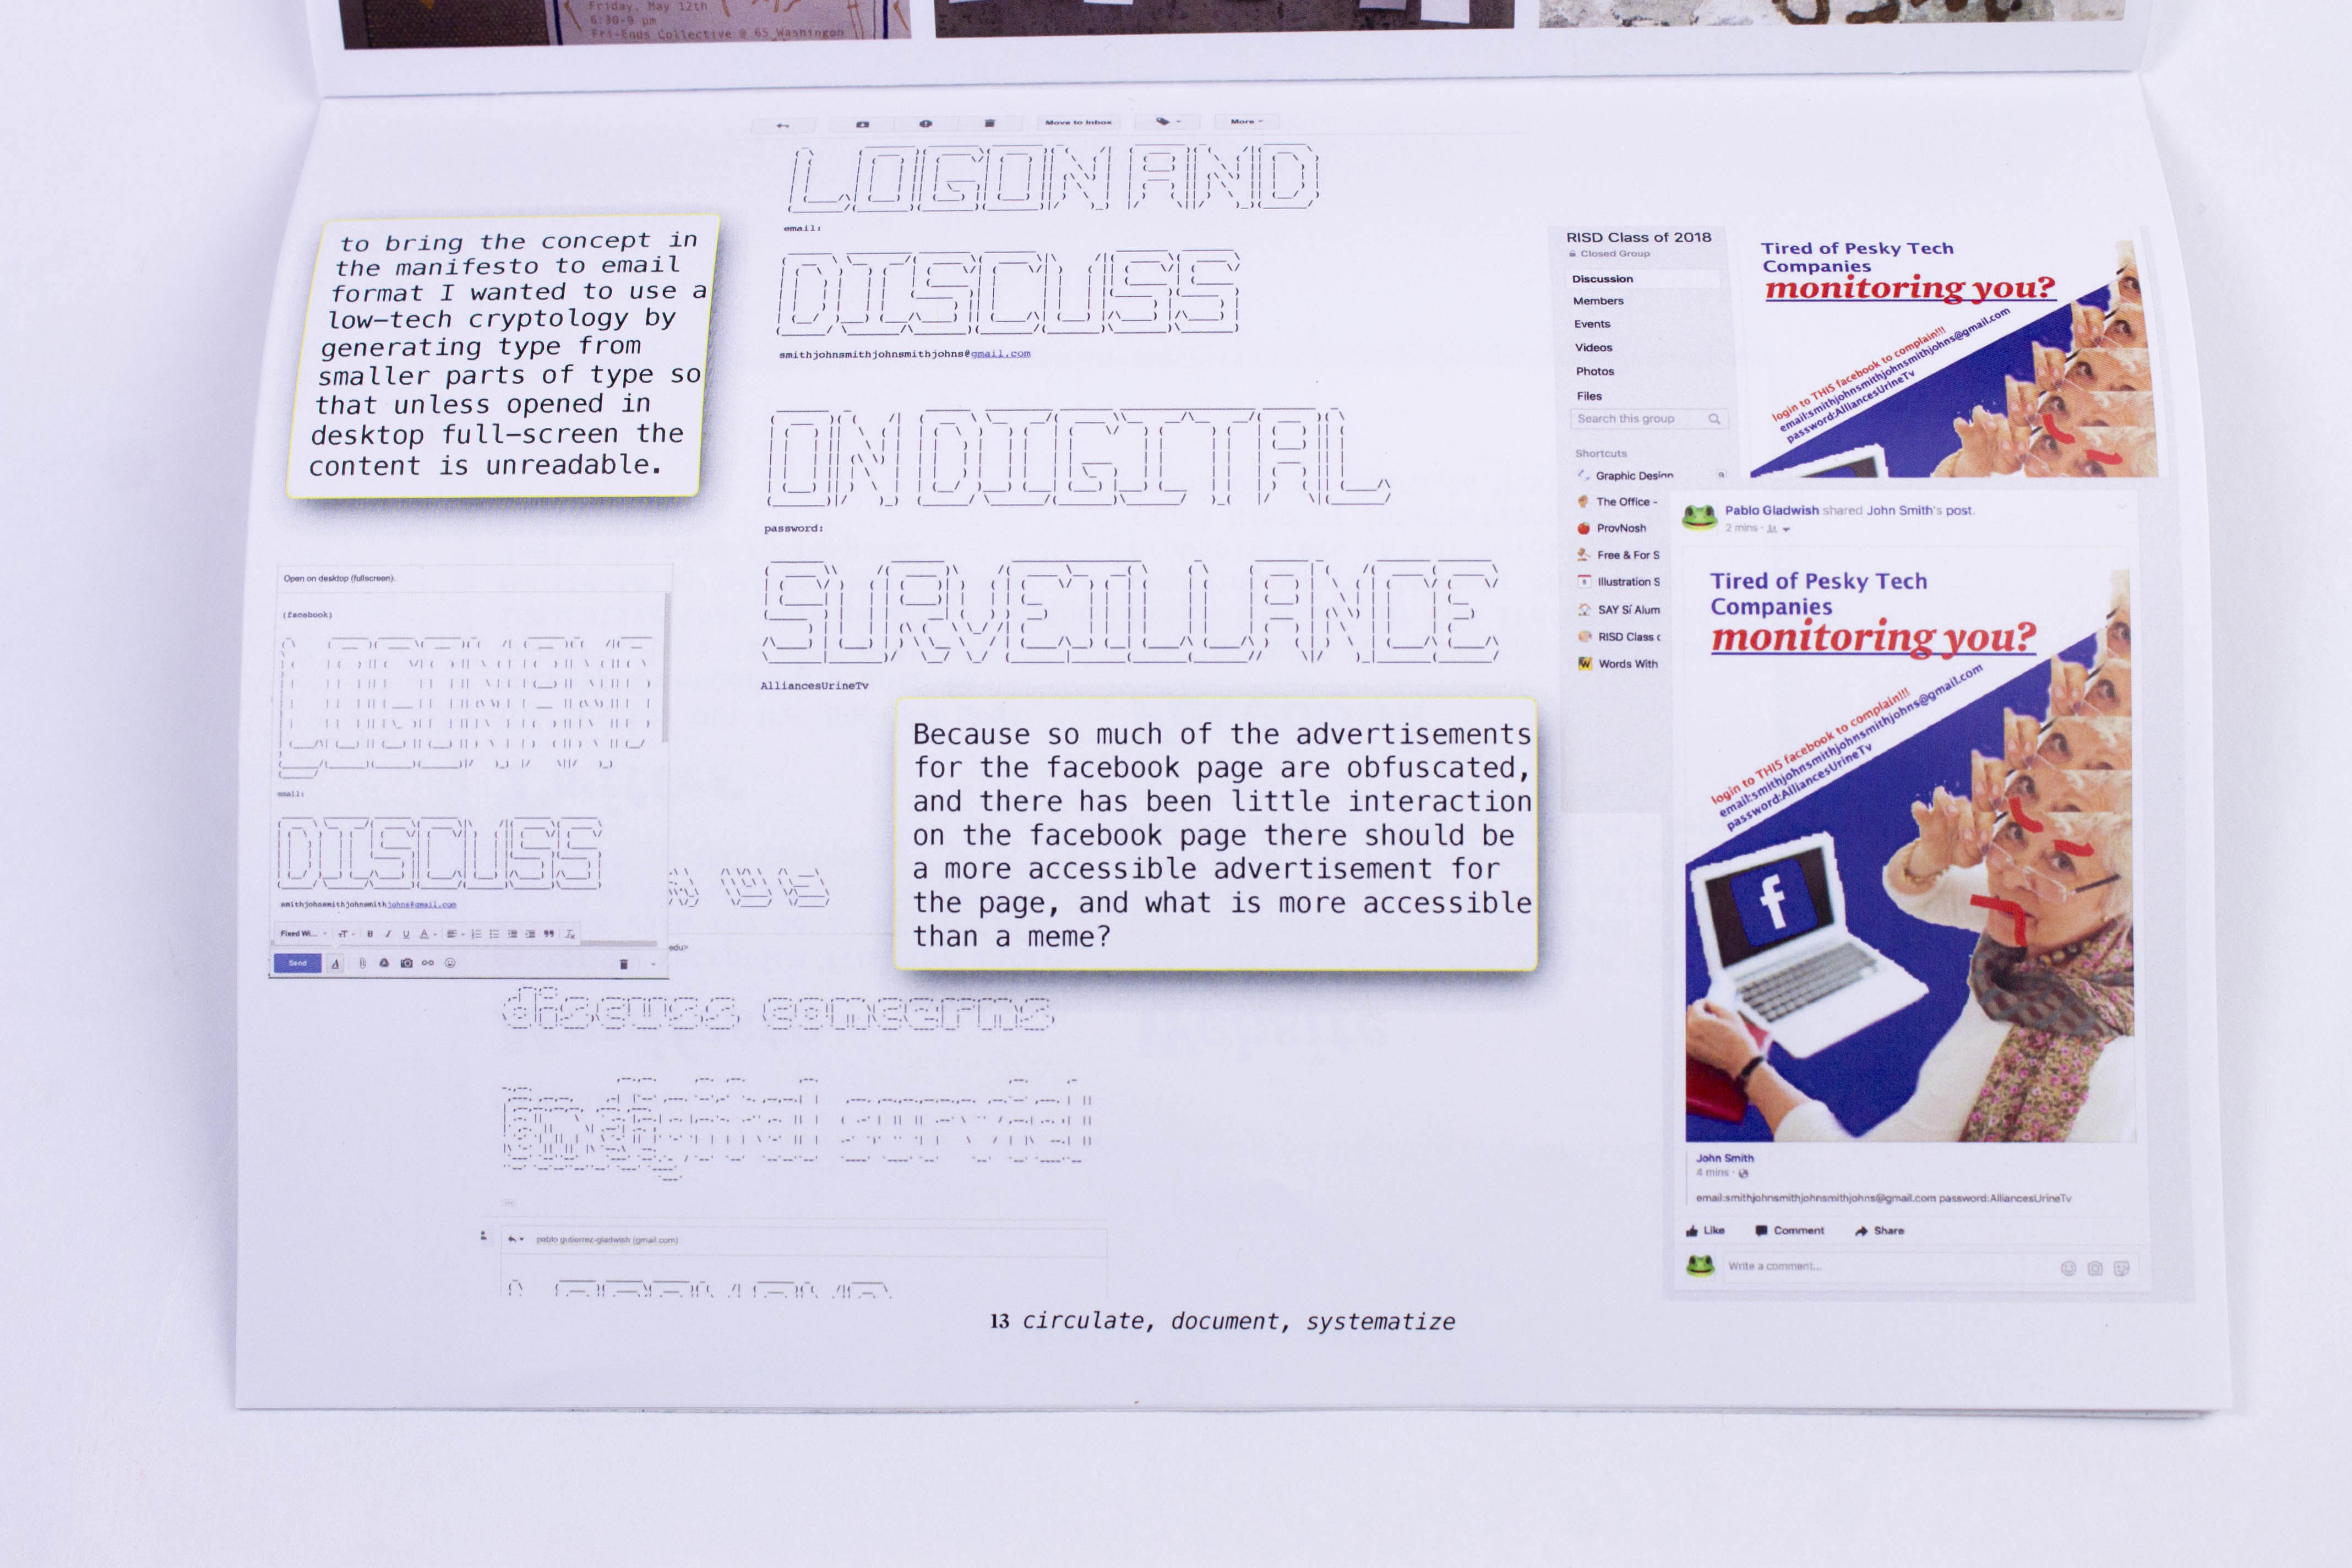 Friday, May 12th
6:30-9 pm
Fri-Ends Collective @ 65 Washingon
Move to Inbox
More
LOGON AND
email:
DISCUSS
smithjohnsmithjohnsmithjohns@gmail.com
ON DIGITAL
password:
SURVEILLANCE
AlliancesUrineTv
to bring the concept in
the manifesto to email
format I wanted to use a
low-tech cryptology by
generating type from
smaller parts of type so
that unless opened in
desktop full-screen the
content is unreadable.
Open on desktop (fullscreen).
(facebook)
email:
DISCUSS
smithjohnsmithjohnsmithjohns@gmail.com
Fixed Wi...
Send
edu>
Because so much of the advertisements
for the facebook page are obfuscated,
and there has been little interaction
on the facebook page there should be
a more accessible advertisement for
the page, and what is more accessible
than a meme?
discuss concerns
pablo gutierrez-gladwish (gmail.com)
RISD Class of 2018
Closed Group
Discussion
Members
Events
Videos
Photos
Files
Search this group
Shortcuts
Graphic Design 9
The Office -
ProvNosh
Free & For S
Illustration S
SAY Sí Alum
RISD Class c
Words With
Tired of Pesky Tech
Companies
monitoring you?
login to THIS facebook to complain!!!
email:smithjohnsmithjohnsmithjohns@gmail.com
password:AlliancesUrineTv
Pablo Gladwish shared John Smith's post.
2 mins ·
Tired of Pesky Tech
Companies
monitoring you?
login to THIS facebook to complain!!!
email:smithjohnsmithjohnsmithjohns@gmail.com
password:AlliancesUrineTv
f
John Smith
4 mins ·
email:smithjohnsmithjohnsmithjohns@gmail.com password:AlliancesUrineTv
Like Comment Share
Write a comment...
13 circulate, document, systematize